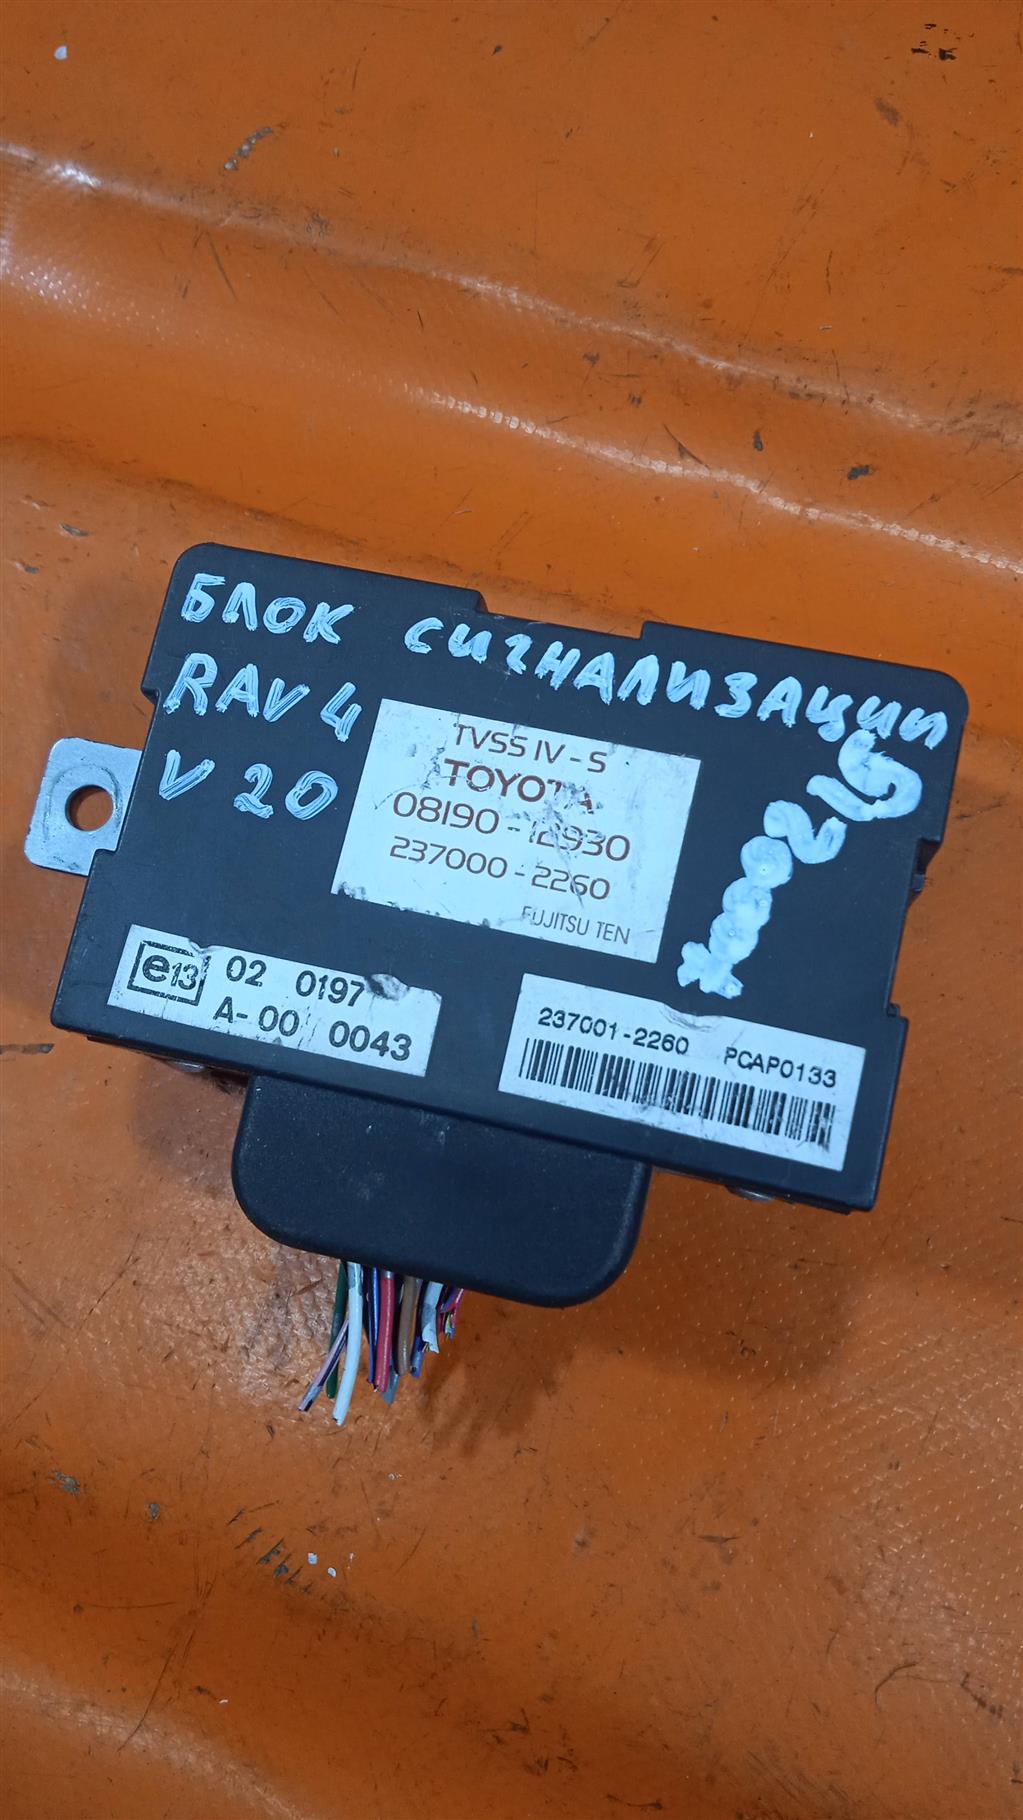 БЛОК СИГНАЛИЗАЦИИ
RAV 4
V 20
TVSS IV - S
TOYOTA
08190 - 12930
237000 - 2260
FUJITSU TEN
e13 02 0197
A-00 0043
237001-2260 PCAP0133